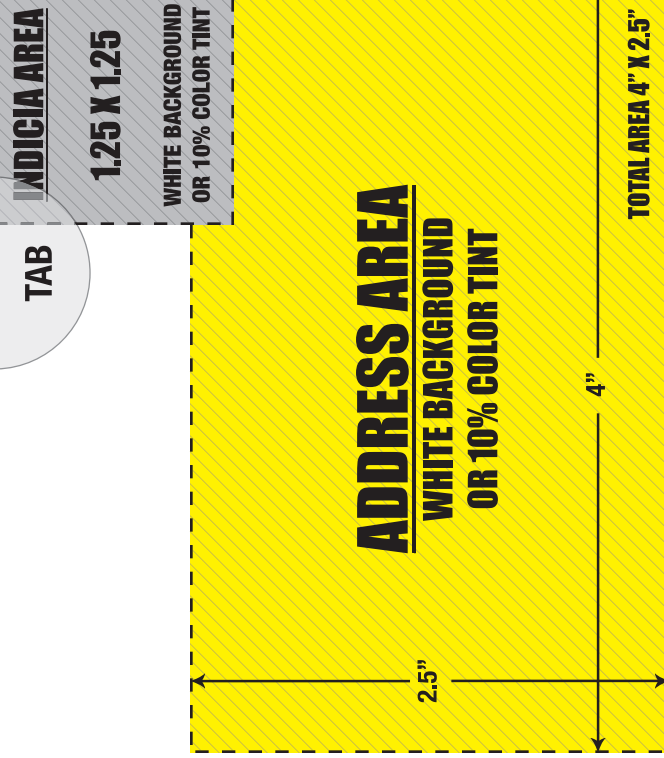 INDICIA AREA
1.25 X 1.25
WHITE BACKGROUND
OR 10% COLOR TINT
TAB
ADDRESS AREA
WHITE BACKGROUND
OR 10% COLOR TINT
2.5”
4”
TOTAL AREA 4” X 2.5”